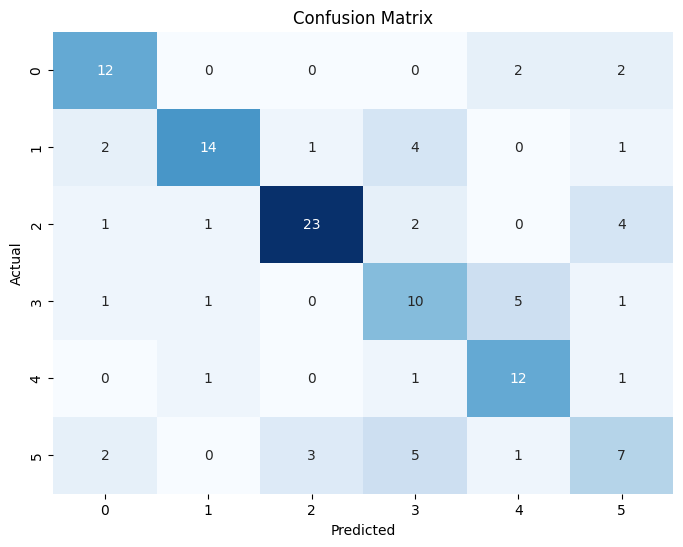 Confusion Matrix
0 12 0 0 0 2 2
1 2 14 1 4 0 1
2 1 1 23 2 0 4
Actual
3 1 1 0 10 5 1
4 0 1 0 1 12 1
5 2 0 3 5 1 7
0 1 2 3 4 5
Predicted